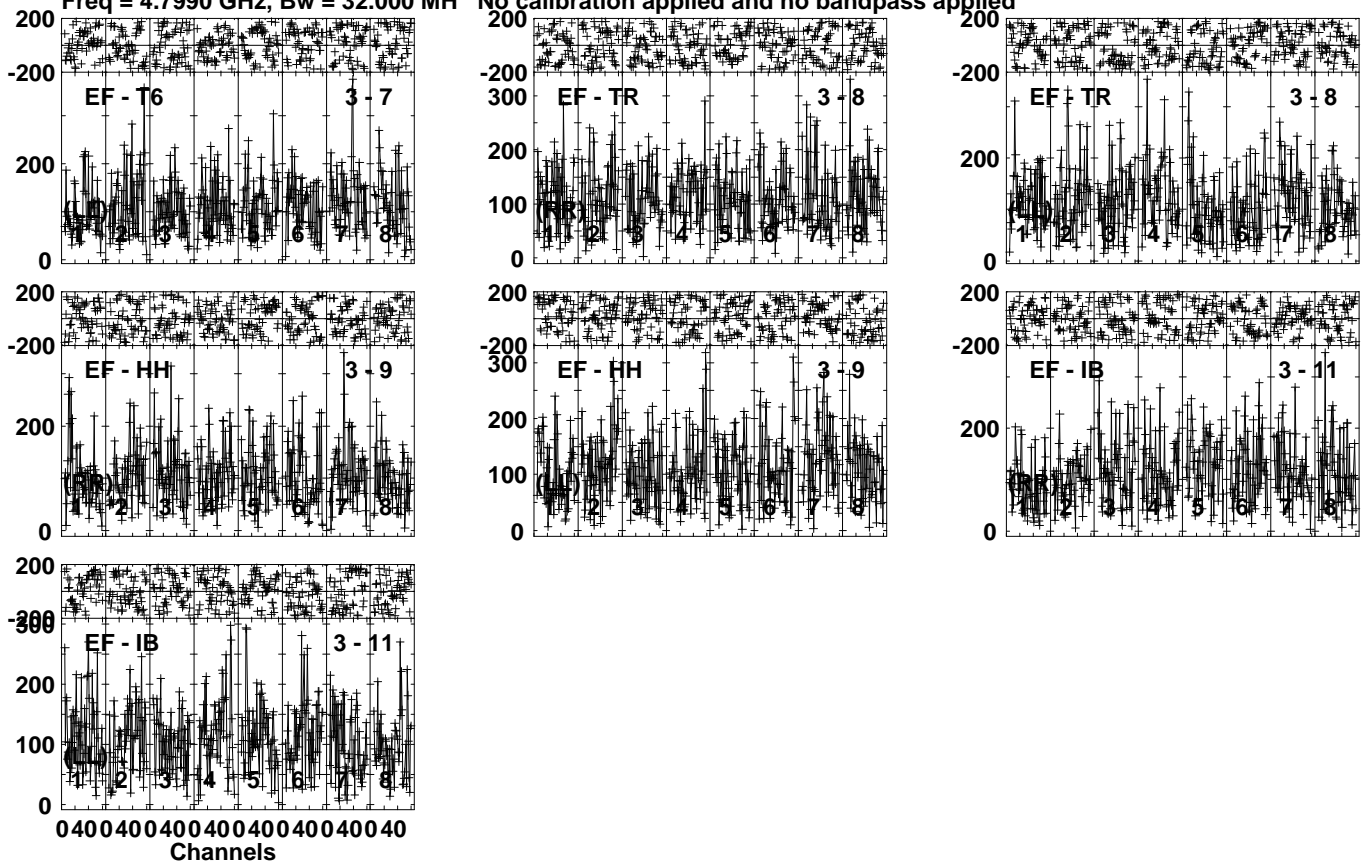 Freq = 4.7990 GHz, Bw = 32.000 MH No calibration applied and no bandpass applied
200 200 200
-200 -200 -200
EF - T6 3 - 7 300 EF - TR 3 - 8 EF - TR 3 - 8
200 200 200
(LL) 100 (RR) (LL)
1 2 3 4 5 6 7 8 1 2 3 4 5 6 7 8 1 2 3 4 5 6 7 8
0 0 0
200 200 200
-200 -200 -200
EF - HH 3 - 9 300 EF - HH 3 - 9 EF - IB 3 - 11
200 200 200
(RR) 100 (LL) (RR)
1 2 3 4 5 6 7 8 1 2 3 4 5 6 7 8 1 2 3 4 5 6 7 8
0 0 0
200
-200
300
EF - IB 3 - 11
200
100
(LL)
1 2 3 4 5 6 7 8
0
0 40 0 40 0 40 0 40 0 40 0 40 0 40 0 40
Channels